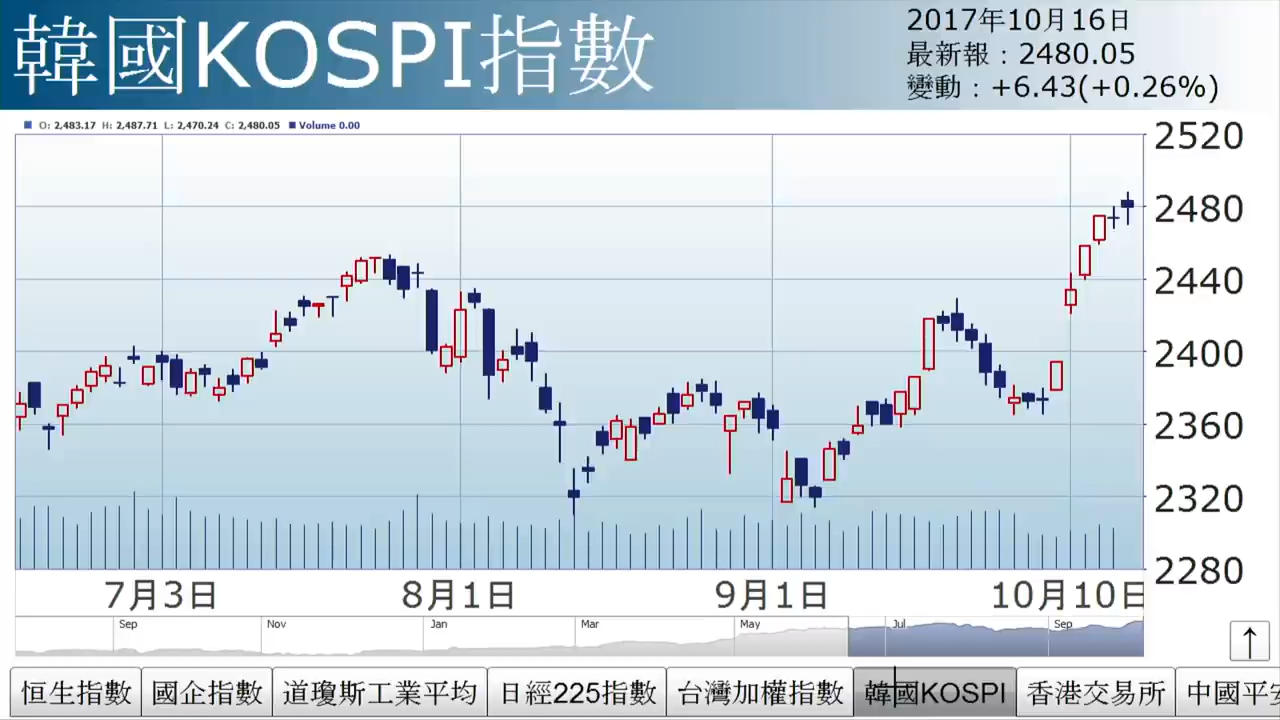 韓國KOSPI指數
2017年10月16日
最新報：2480.05
變動：+6.43(+0.26%)
O: 2,483.17 H: 2,487.71 L: 2,470.24 C: 2,480.05 Volume 0.00
2520
2480
2440
2400
2360
2320
2280
7月3日 8月1日 9月1日 10月10日
Sep Nov Jan Mar May Jul Sep
↑
恒生指數 國企指數 道瓊斯工業平均 日經225指數 台灣加權指數 韓國KOSPI 香港交易所 中國平安